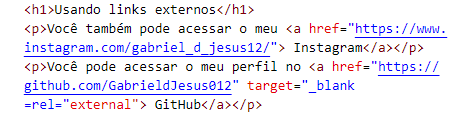 <h1>Usando links externos</h1>
<p>Você também pode acessar o meu <a href="https://www.
instagram.com/gabriel_d_jesus12/"> Instagram</a></p>
<p>Você pode acessar o meu perfil no <a href="https://
github.com/GabrieldJesus012" target="_blank
=rel="external"> GitHub</a></p>